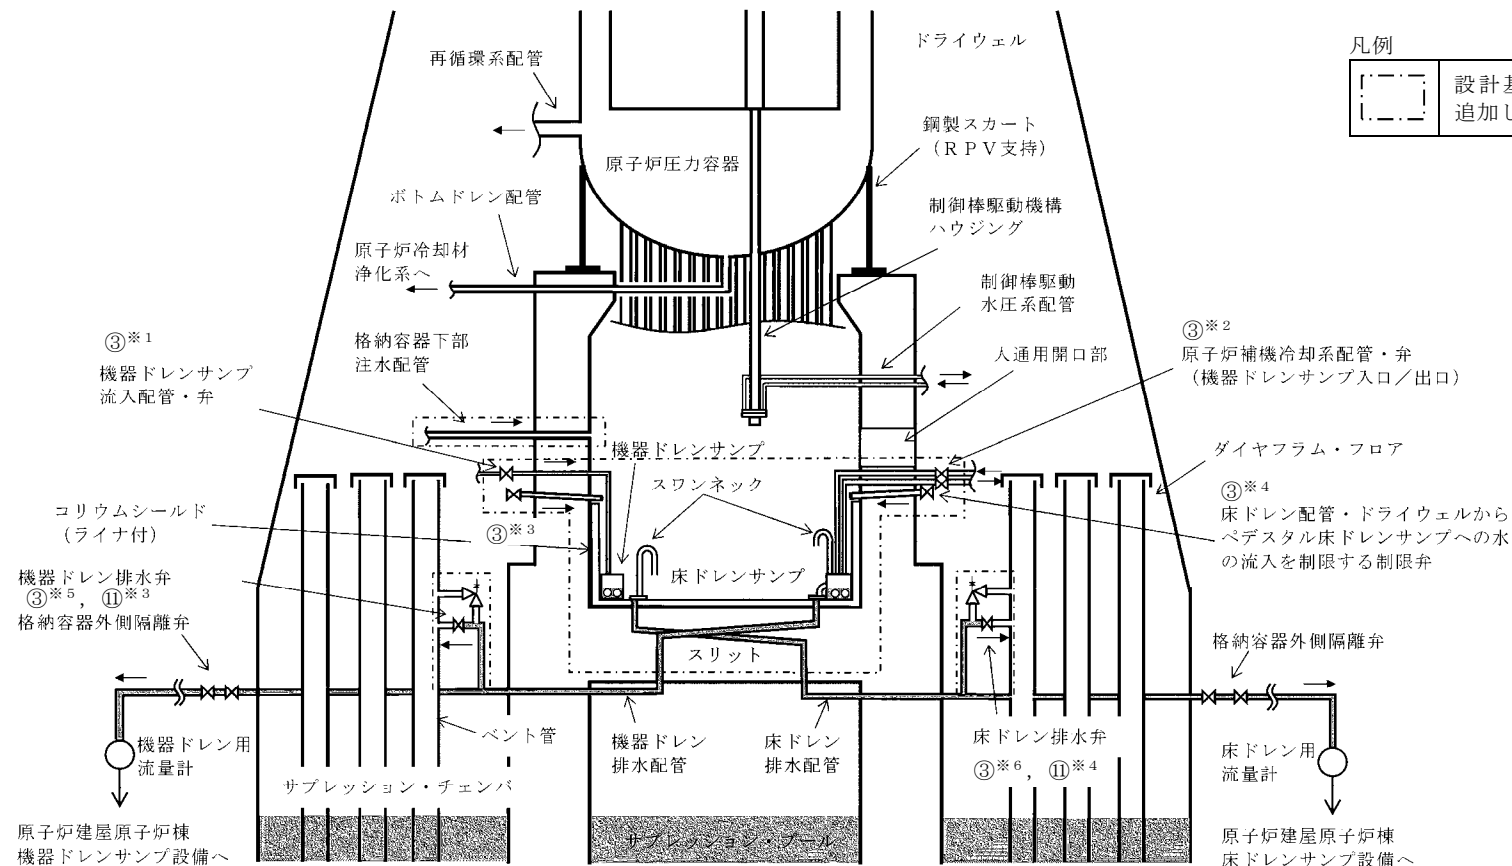 再循環系配管
ドライウェル
凡例
設計基
追加し
鋼製スカート
(RPV支持)
原子炉圧力容器
ボトムドレン配管
制御棒駆動機構
ハウジング
原子炉冷却材
浄化系へ
制御棒駆動
水圧系配管
③※1
機器ドレンサンプ
流入配管・弁
格納容器下部
注水配管
人通用開口部
③※2
原子炉補機冷却系配管・弁
(機器ドレンサンプ入口/出口)
機器ドレンサンプ
スワンネック
ダイヤフラム・フロア
コリウムシールド
(ライナ付)
③※3
③※4
床ドレン配管・ドライウェルから
ペデスタル床ドレンサンプへの水
の流入を制限する制限弁
床ドレンサンプ
機器ドレン排水弁
③※5, ⑪※3
格納容器外側隔離弁
スリット
格納容器外側隔離弁
機器ドレン用
流量計
ベント管
機器ドレン
排水配管
床ドレン
排水配管
床ドレン排水弁
③※6, ⑪※4
床ドレン用
流量計
サプレッション・チェンバ
サプレッション・プール
原子炉建屋原子炉棟
機器ドレンサンプ設備へ
原子炉建屋原子炉棟
床ドレンサンプ設備へ